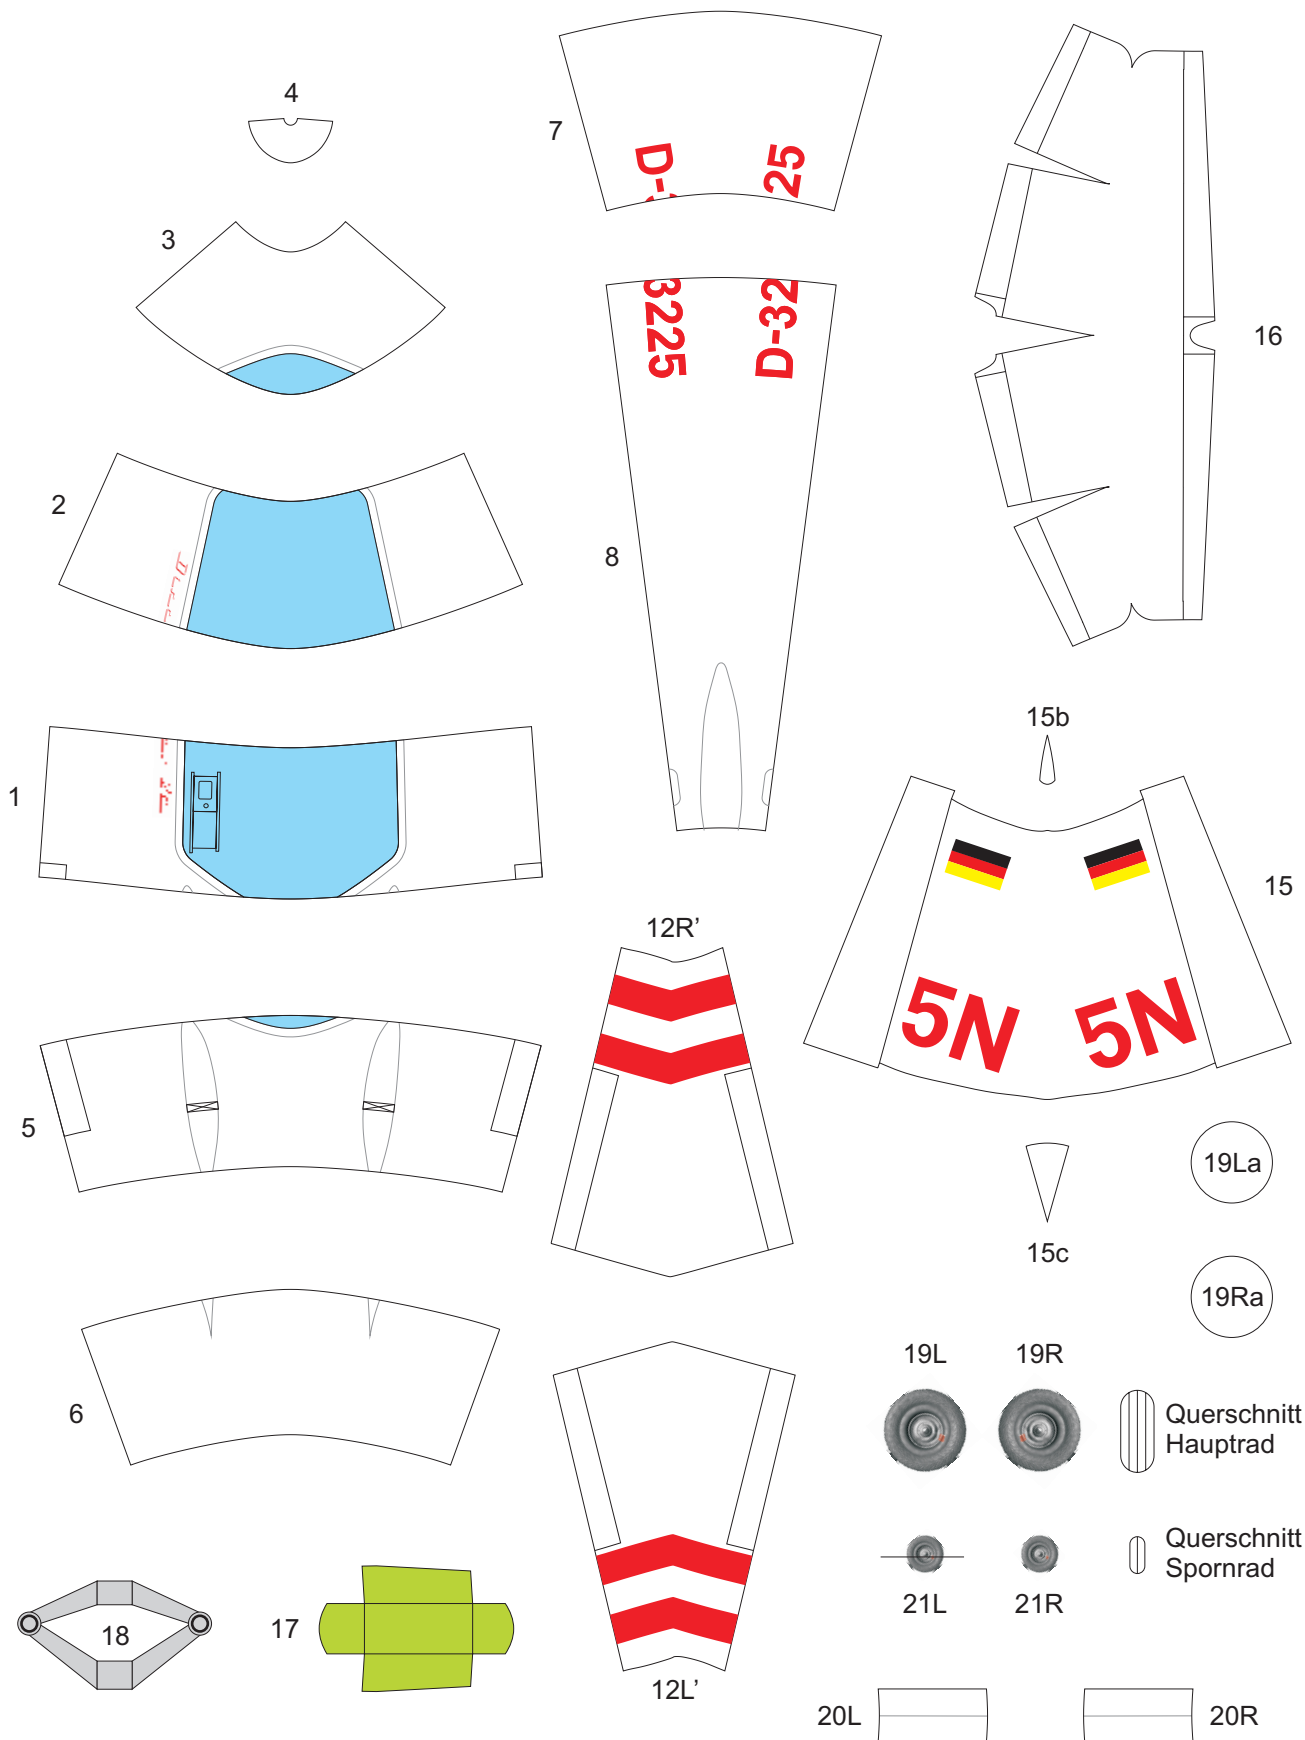 4
7
D-3
25
3
3225
D-32
16
2
8
15b
1
15
12R’
5N
5N
5
19La
15c
19Ra
19L
19R
6
Querschnitt
Hauptrad
Querschnitt
Spornrad
21L
21R
18
17
12L’
20L
20R